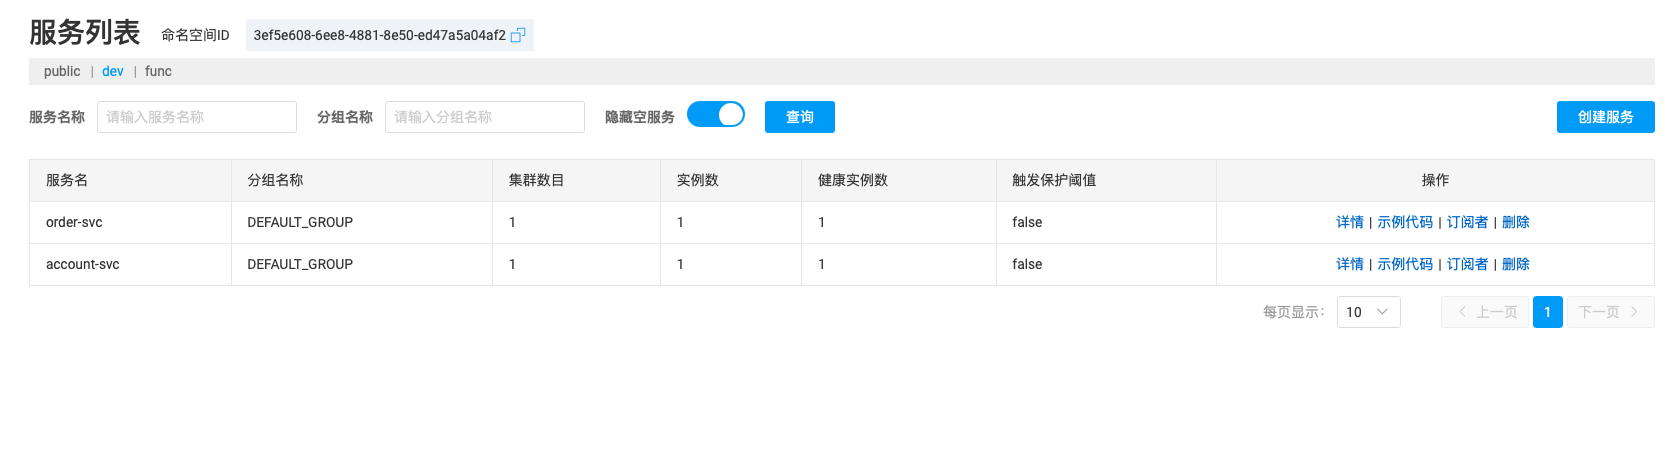 服务列表 命名空间ID 3ef5e608-6ee8-4881-8e50-ed47a5a04af2
public | dev | func
服务名称 请输入服务名称 分组名称 请输入分组名称 隐藏空服务 查询 创建服务
服务名 分组名称 集群数目 实例数 健康实例数 触发保护阈值 操作
order-svc DEFAULT_GROUP 1 1 1 false 详情 | 示例代码 | 订阅者 | 删除
account-svc DEFAULT_GROUP 1 1 1 false 详情 | 示例代码 | 订阅者 | 删除
每页显示: 10 上一页 1 下一页